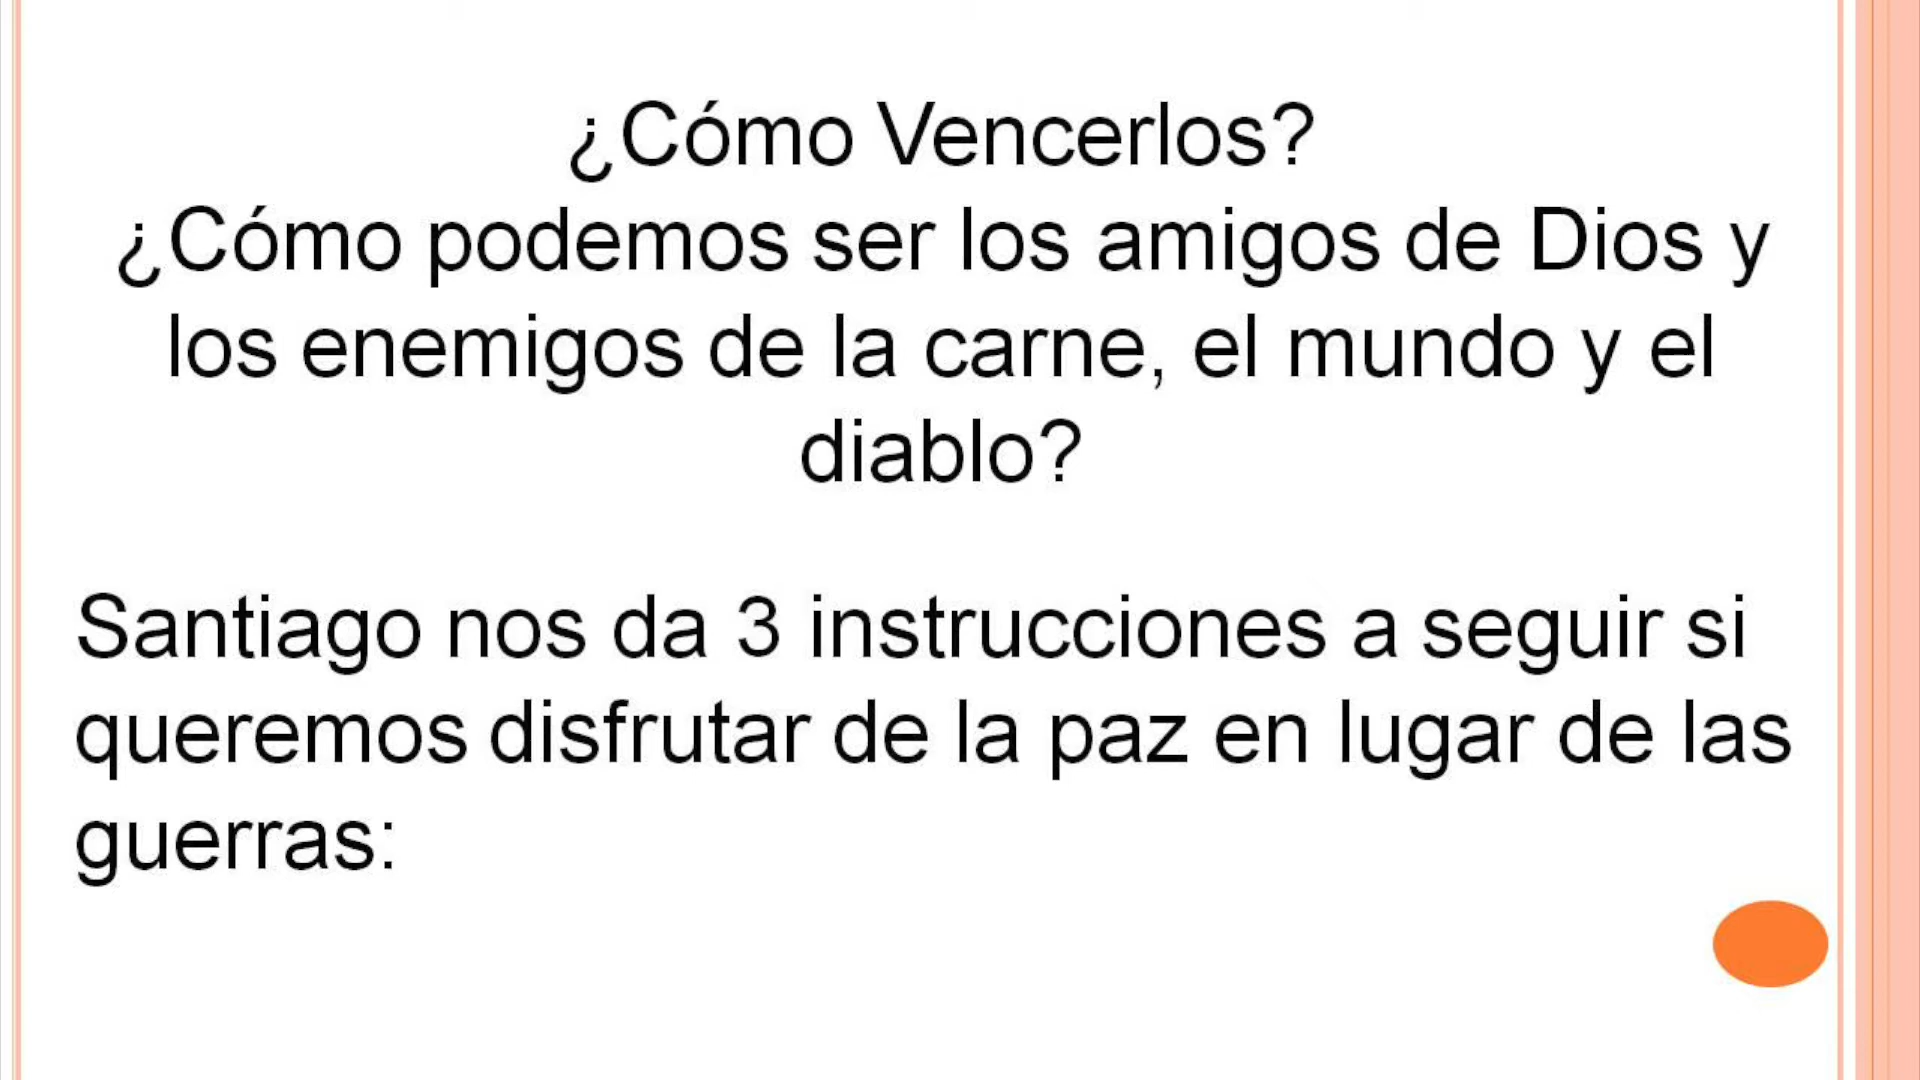 ¿Cómo Vencerlos?
¿Cómo podemos ser los amigos de Dios y
los enemigos de la carne, el mundo y el
diablo?
Santiago nos da 3 instrucciones a seguir si
queremos disfrutar de la paz en lugar de las
guerras: